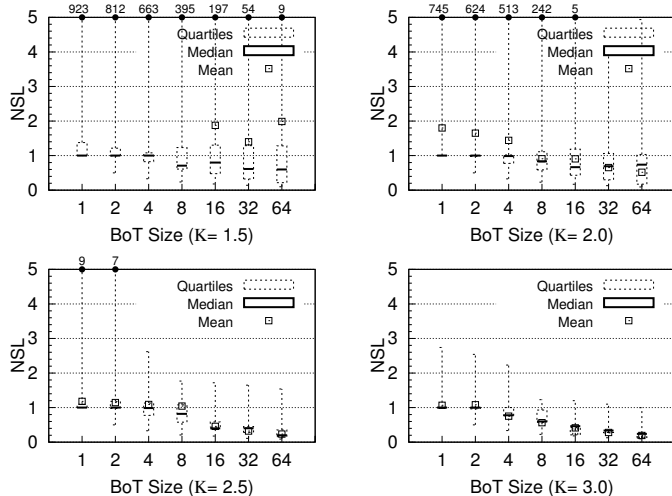 923 812 663 395 197 54 9
5
Quartiles
4
Median
Mean
3
NSL
2
1
0
1 2 4 8 16 32 64
BoT Size (K= 1.5)
745 624 513 242 5
5
Quartiles
4
Median
Mean
3
NSL
2
1
0
1 2 4 8 16 32 64
BoT Size (K= 2.0)
9 7
5
Quartiles
4
Median
Mean
3
NSL
2
1
0
1 2 4 8 16 32 64
BoT Size (K= 2.5)
5
Quartiles
4
Median
Mean
3
NSL
2
1
0
1 2 4 8 16 32 64
BoT Size (K= 3.0)